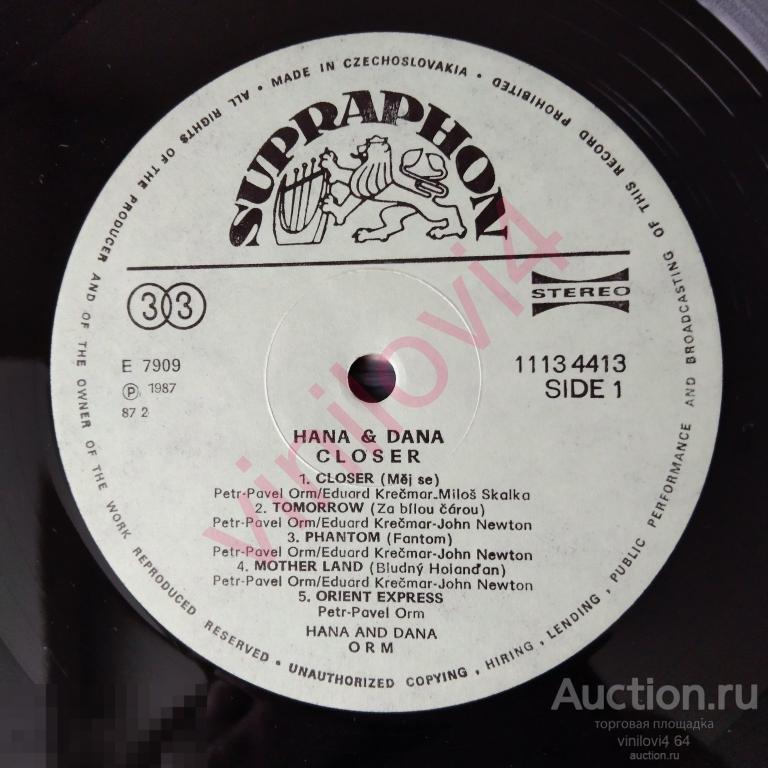 ALL RIGHTS OF THE PRODUCER AND OF THE OWNER OF THE WORK REPRODUCED RESERVED • UNAUTHORIZED COPYING, HIRING, LENDING, PUBLIC PERFORMANCE AND BROADCASTING OF THIS RECORD PROHIBITED • MADE IN CZECHOSLOVAKIA •
SUPRAPHON
33
STEREO
E 7909
1113 4413
Ⓟ 1987
SIDE 1
87 2
HANA & DANA
CLOSER
1. CLOSER (Měj se)
Petr-Pavel Orm/Eduard Krečmar-Miloš Skalka
2. TOMORROW (Za bílou čárou)
Petr-Pavel Orm/Eduard Krečmar-John Newton
3. PHANTOM (Fantom)
Petr-Pavel Orm/Eduard Krečmar-John Newton
4. MOTHER LAND (Bludný Holanďan)
Petr-Pavel Orm/Eduard Krečmar-John Newton
5. ORIENT EXPRESS
Petr-Pavel Orm
HANA AND DANA
ORM
vinilovi4
Auction.ru
торговая площадка
vinilovi4 64
auction.ru